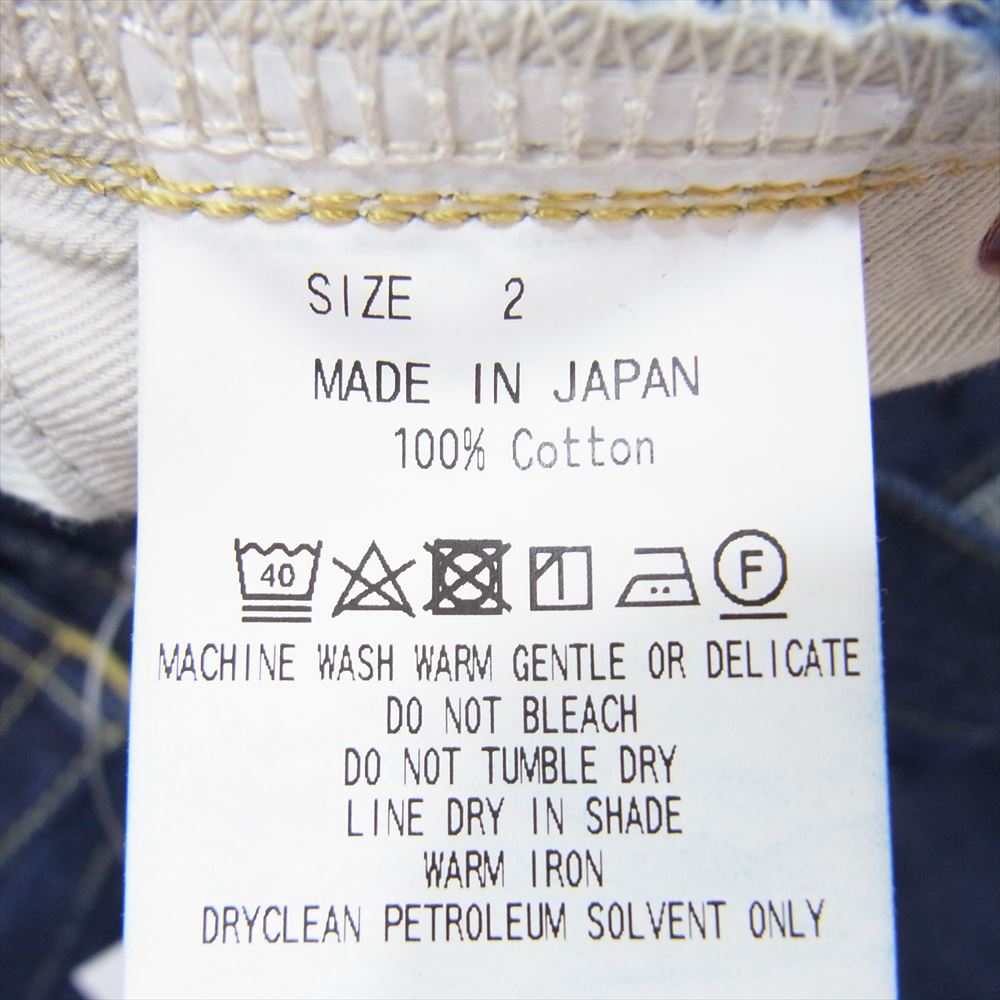 SIZE 2
MADE IN JAPAN
100% Cotton
40 F
MACHINE WASH WARM GENTLE OR DELICATE
DO NOT BLEACH
DO NOT TUMBLE DRY
LINE DRY IN SHADE
WARM IRON
DRYCLEAN PETROLEUM SOLVENT ONLY